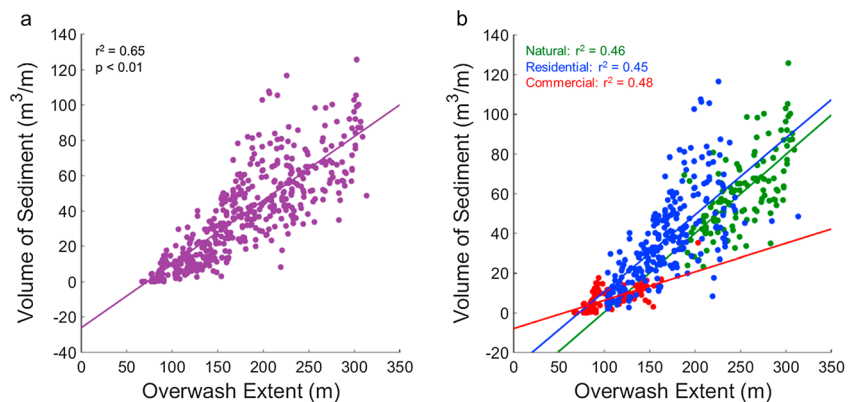 a
r² = 0.65
p < 0.01
140
120
100
80
60
40
20
0
-20
-40
Volume of Sediment (m³/m)
0 50 100 150 200 250 300 350
Overwash Extent (m)
b
Natural: r² = 0.46
Residential: r² = 0.45
Commercial: r² = 0.48
140
120
100
80
60
40
20
0
-20
Volume of Sediment (m³/m)
0 50 100 150 200 250 300 350
Overwash Extent (m)